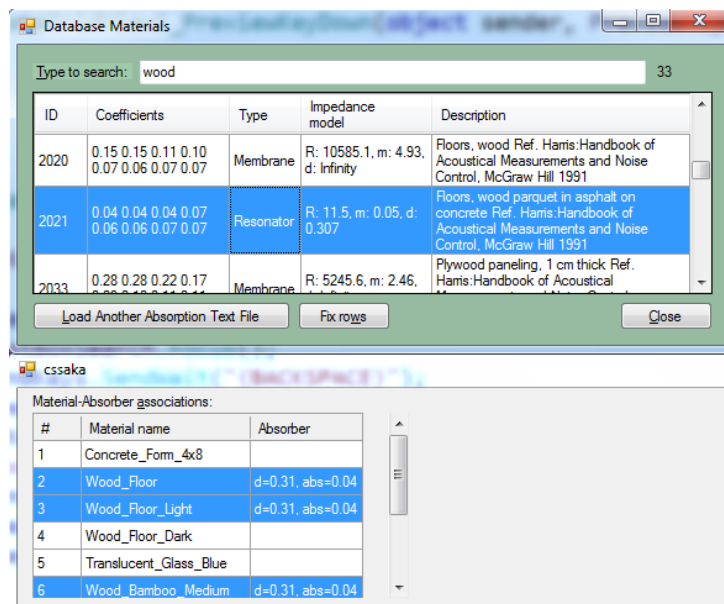 _PreviewKeyDown(object sender,
Database Materials
Type to search: wood 33
ID Coefficients Type Impedance model Description
2020 0.15 0.15 0.11 0.10 Membrane R: 10585.1, m: 4.93, Floors, wood Ref. Harris:Handbook of
0.07 0.06 0.07 0.07 d: Infinity Acoustical Measurements and Noise
Control, McGraw Hill 1991
2021 0.04 0.04 0.04 0.07 Resonator R: 11.5, m: 0.05, d: Floors, wood parquet in asphalt on
0.06 0.06 0.07 0.07 0.307 concrete Ref. Harris:Handbook of
Acoustical Measurements and Noise
Control, McGraw Hill 1991
2033 0.28 0.28 0.22 0.17 Membrane R: 5245.6, m: 2.46, Plywood paneling, 1 cm thick Ref.
Harris:Handbook of Acoustical
Load Another Absorption Text File Fix rows Close
cssaka
.SendWait("{BACKSPACE}");
Material-Absorber associations:
# Material name Absorber
1 Concrete_Form_4x8
2 Wood_Floor d=0.31, abs=0.04
3 Wood_Floor_Light d=0.31, abs=0.04
4 Wood_Floor_Dark
5 Translucent_Glass_Blue
6 Wood_Bamboo_Medium d=0.31, abs=0.04